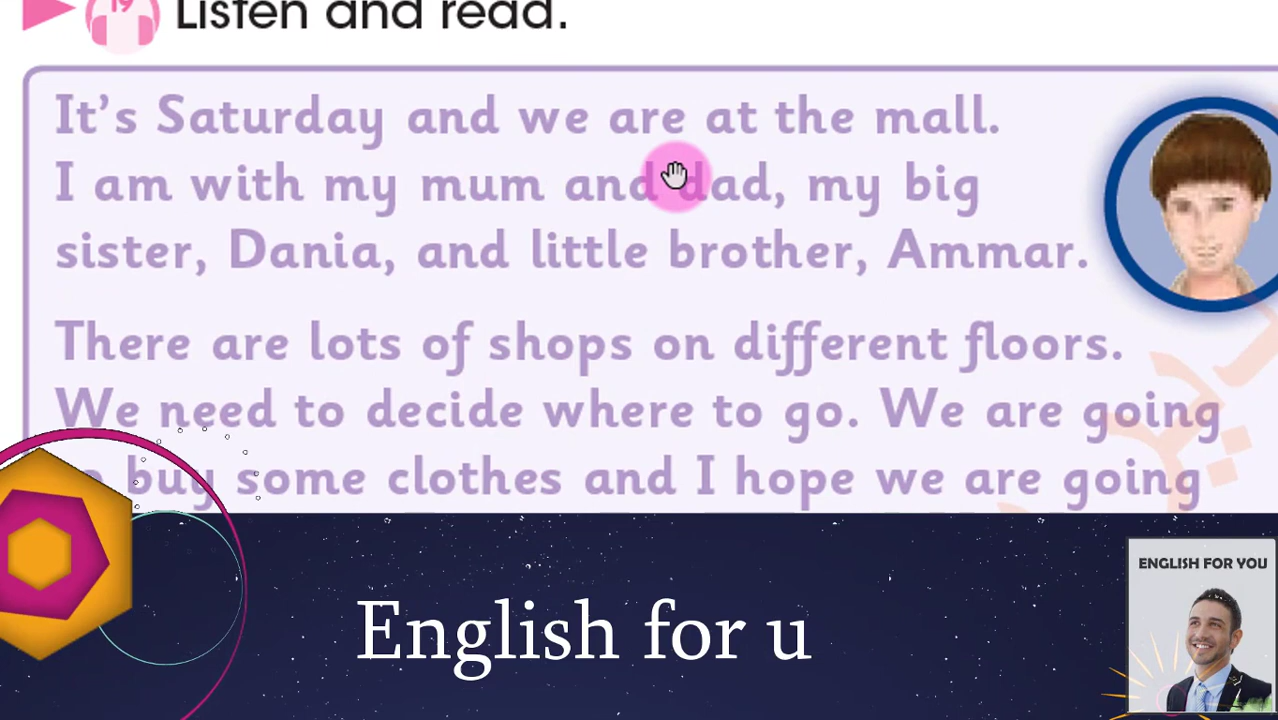 19 Listen and read.
It's Saturday and we are at the mall.
I am with my mum and dad, my big
sister, Dania, and little brother, Ammar.
There are lots of shops on different floors.
We need to decide where to go. We are going
buy some clothes and I hope we are going
English for u
ENGLISH FOR YOU